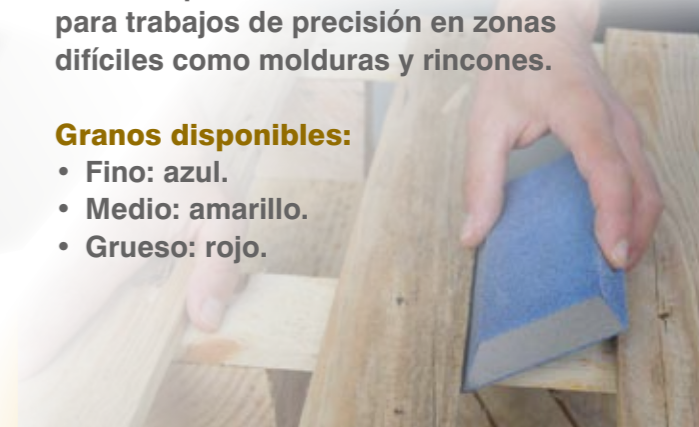 para trabajos de precisión en zonas
difíciles como molduras y rincones.
Granos disponibles:
• Fino: azul.
• Medio: amarillo.
• Grueso: rojo.